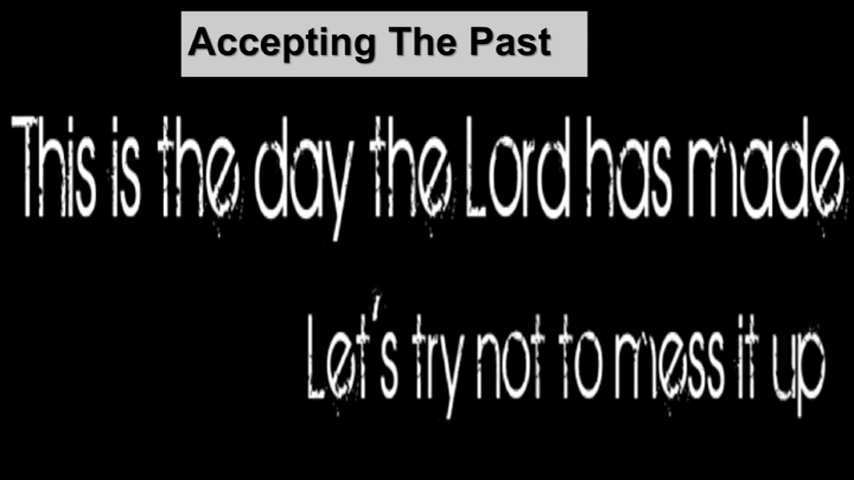 Accepting The Past
This is the day the Lord has made
Let's try not to mess it up